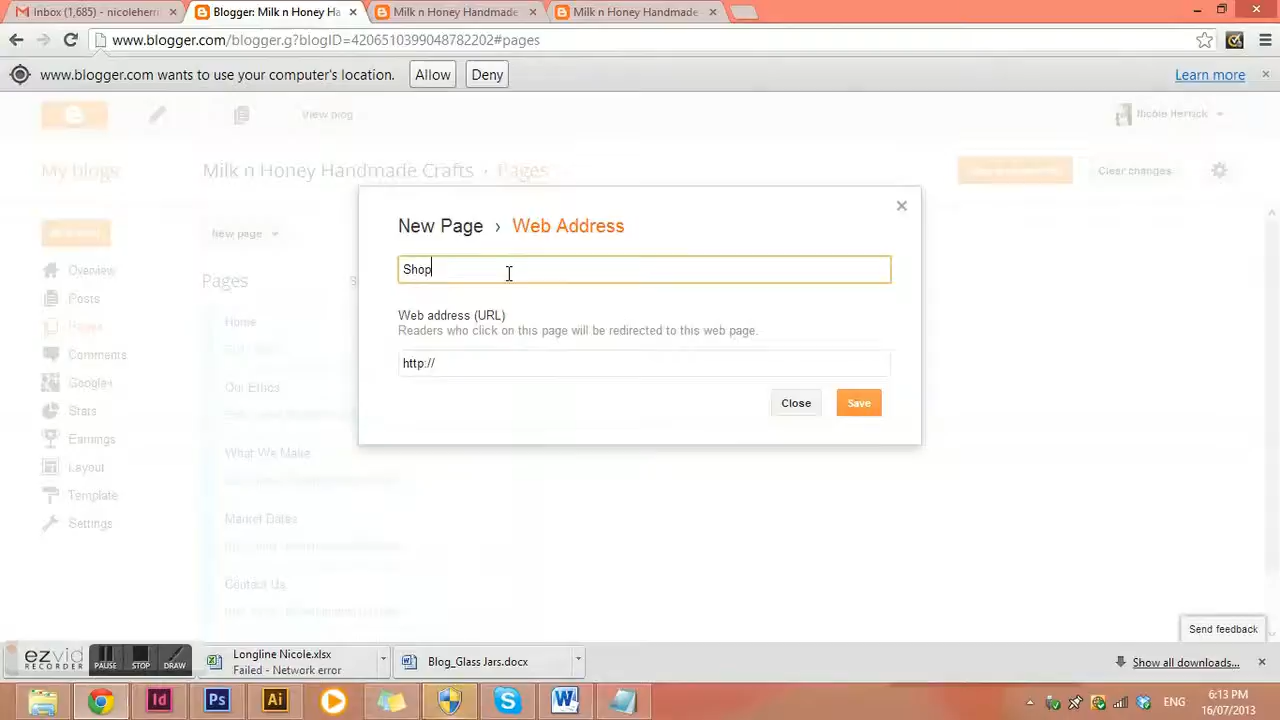 Inbox (1,685) - nicoleherri
Blogger: Milk n Honey Ha
Milk n Honey Handmade
Milk n Honey Handmade
www.blogger.com/blogger.g?blogID=4206510399048782202#pages
www.blogger.com wants to use your computer's location.
Allow
Deny
Learn more
View blog
Nicole Herrick
My blogs
Milk n Honey Handmade Crafts · Pages
Clear changes
New Page › Web Address
New page
Shop
Overview
Pages
Posts
Web address (URL)
Home
Pages
Readers who click on this page will be redirected to this web page.
Comments
http://
Google+
Our Ethics
Stats
Close
Save
Earnings
What We Make
Layout
Template
Market Dates
Settings
Contact Us
Send feedback
ezvid
RECORDER
PAUSE
STOP
DRAW
Longline Nicole.xlsx
Failed - Network error
Blog_Glass Jars.docx
Show all downloads...
Id
Ps
Ai
ENG
6:13 PM
16/07/2013